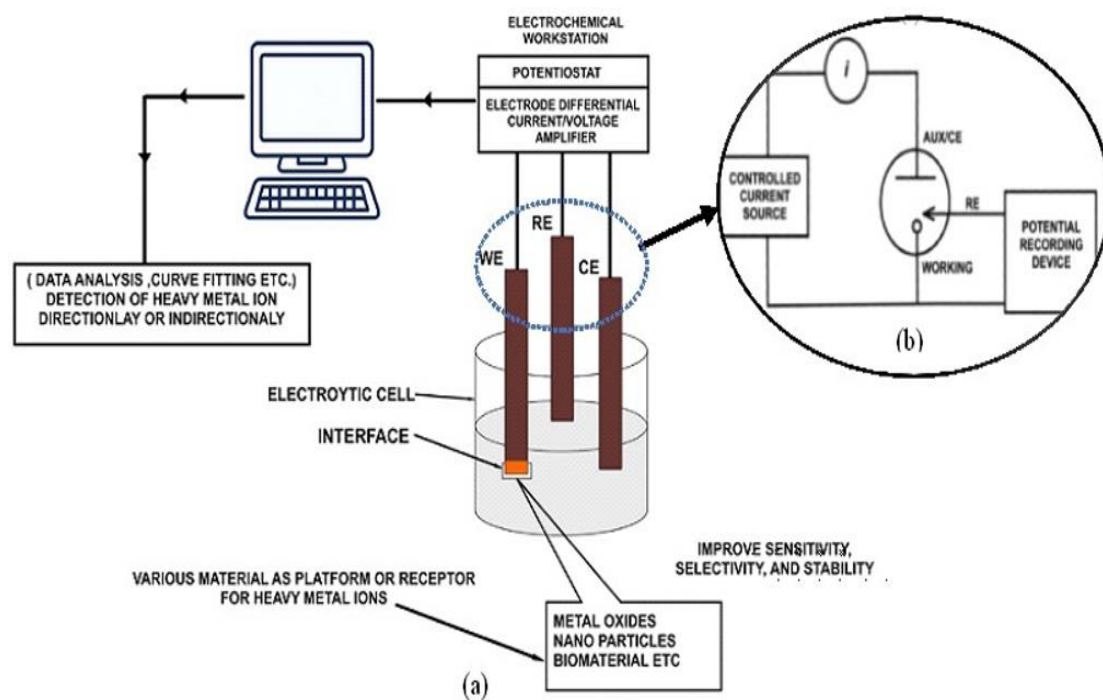 ELECTROCHEMICAL
WORKSTATION
POTENTIOSTAT
ELECTRODE DIFFERENTIAL
CURRENT/VOLTAGE
AMPLIFIER
( DATA ANALYSIS ,CURVE FITTING ETC.)
DETECTION OF HEAVY METAL ION
DIRECTIONLAY OR INDIRECTIONALY
WE
RE
CE
ELECTROYTIC CELL
INTERFACE
VARIOUS MATERIAL AS PLATFORM OR RECEPTOR
FOR HEAVY METAL IONS
METAL OXIDES
NANO PARTICLES
BIOMATERIAL ETC
IMPROVE SENSITIVITY,
SELECTIVITY, AND STABILITY
(a)
i
AUX/CE
CONTROLLED
CURRENT
SOURCE
RE
WORKING
POTENTIAL
RECORDING
DEVICE
(b)